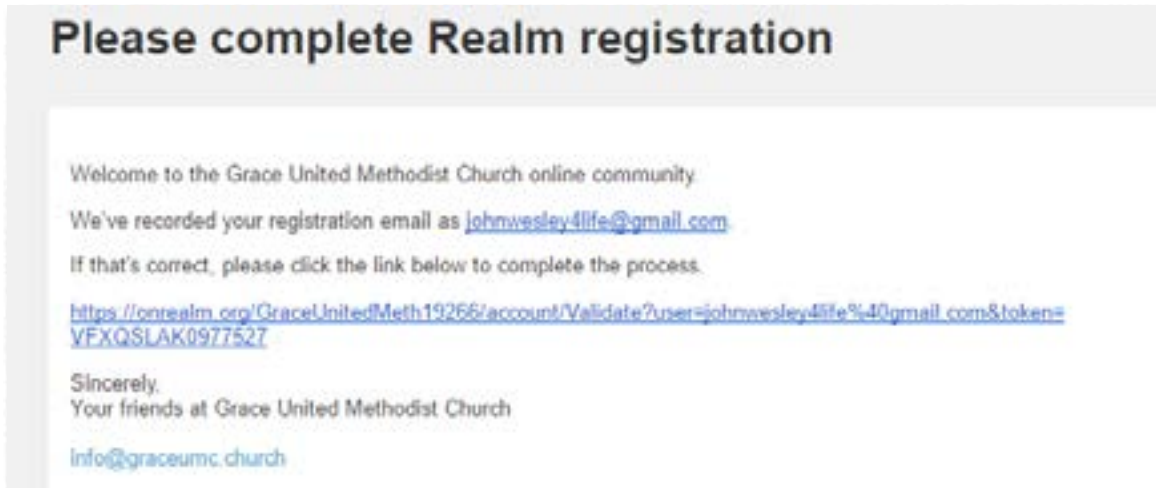 Please complete Realm registration
Welcome to the Grace United Methodist Church online community.
We've recorded your registration email as johnwesley4life@gmail.com.
If that's correct, please click the link below to complete the process.
https://onrealm.org/GraceUnitedMeth19266/account/Validate?user=johnwesley4life%40gmail.com&token=
VFXQSLAK0977527
Sincerely,
Your friends at Grace United Methodist Church
info@graceumc.church